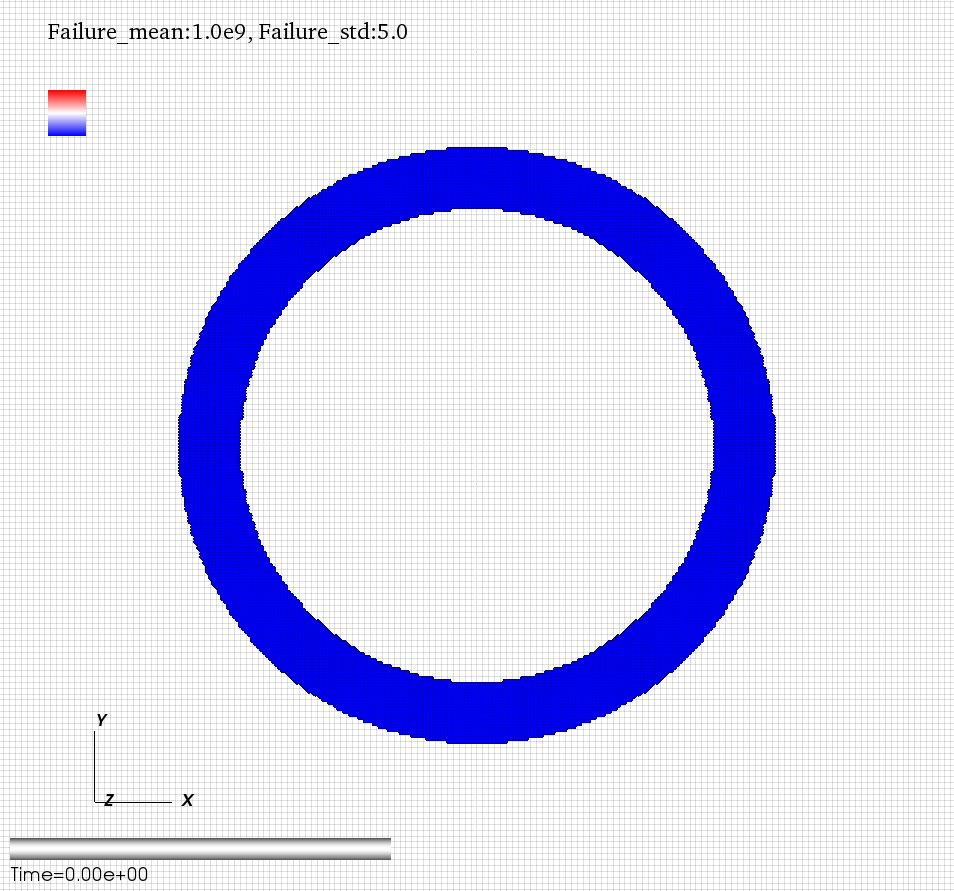 Failure_mean:1.0e9, Failure_std:5.0
Y
Z X
Time=0.00e+00